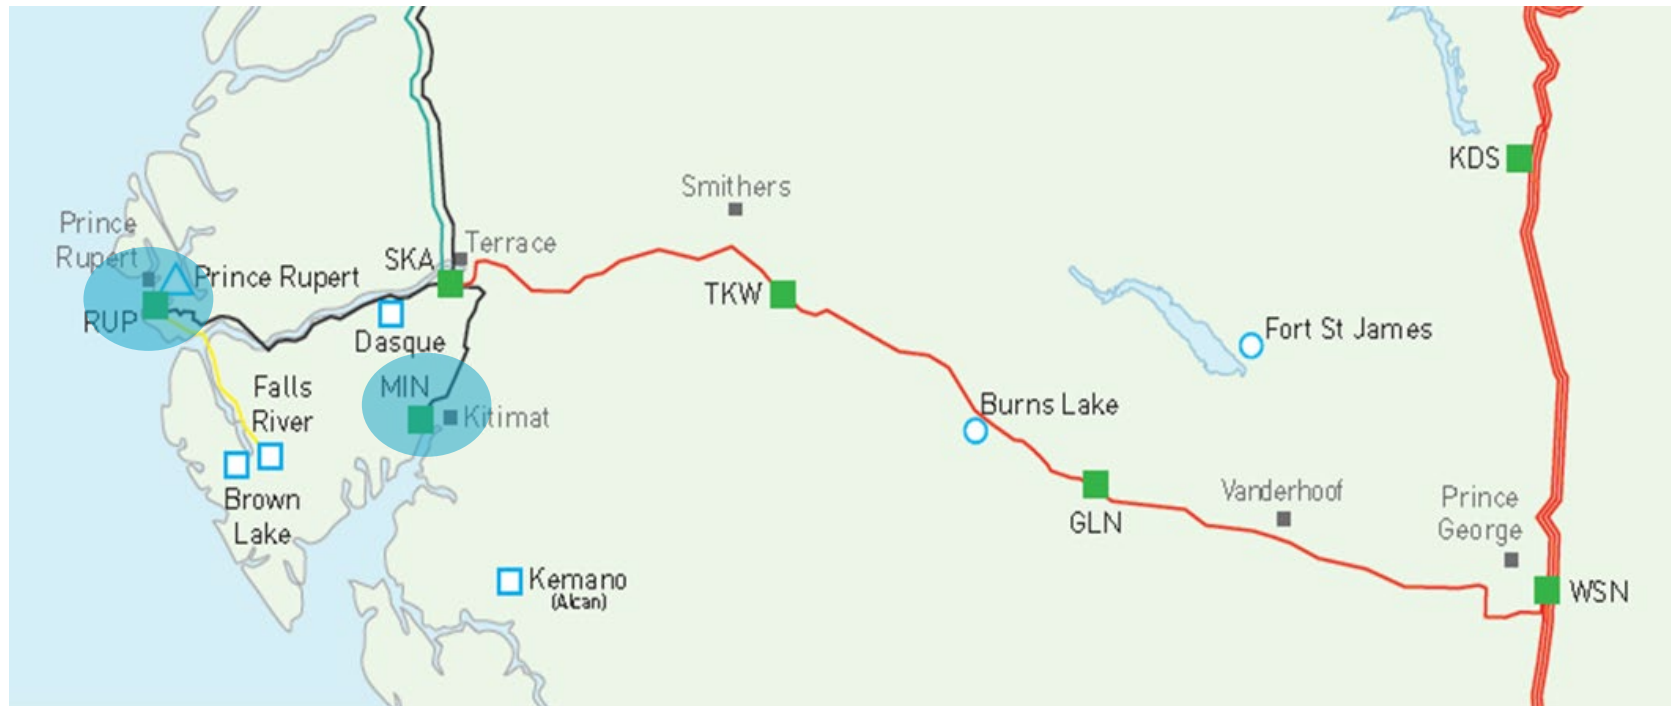 Smithers
KDS
Prince
Rupert
Terrace
SKA
Prince Rupert
RUP
TKW
Dasque
Fort St James
MIN
Falls
River
Kitimat
Burns Lake
Brown
Lake
GLN
Vanderhoof
Prince
George
Kemano
(Alcan)
WSN